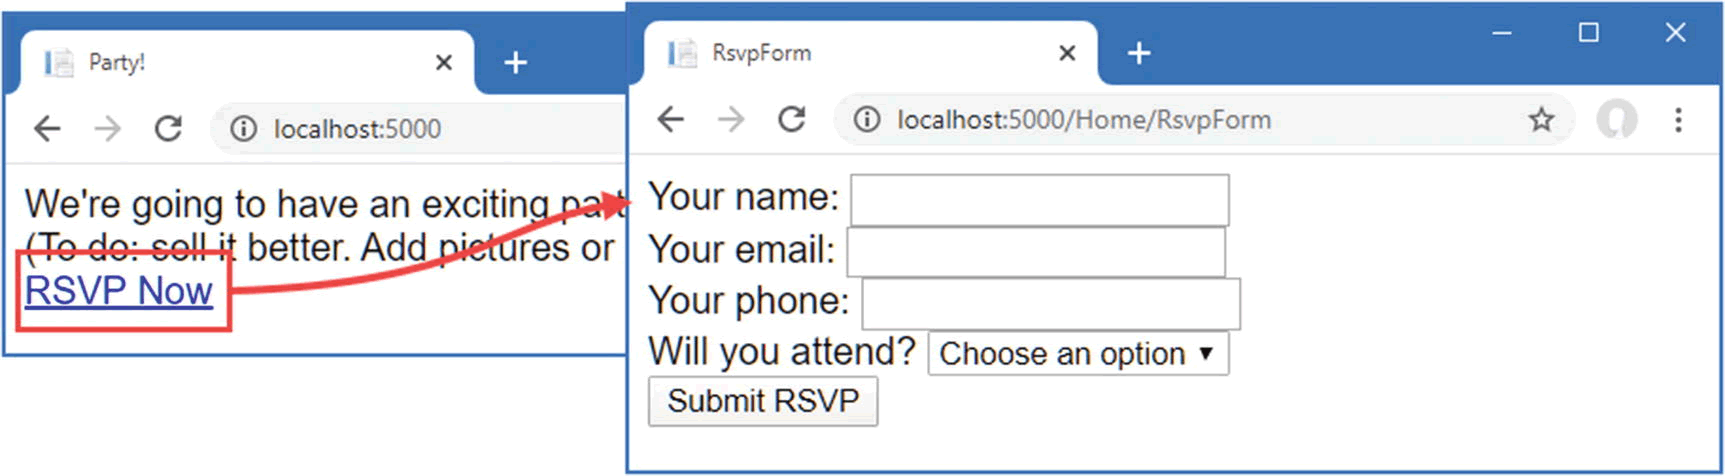 Party!
localhost:5000
We're going to have an exciting part
(To do: sell it better. Add pictures or
RSVP Now
RsvpForm
localhost:5000/Home/RsvpForm
Your name:
Your email:
Your phone:
Will you attend? Choose an option
Submit RSVP